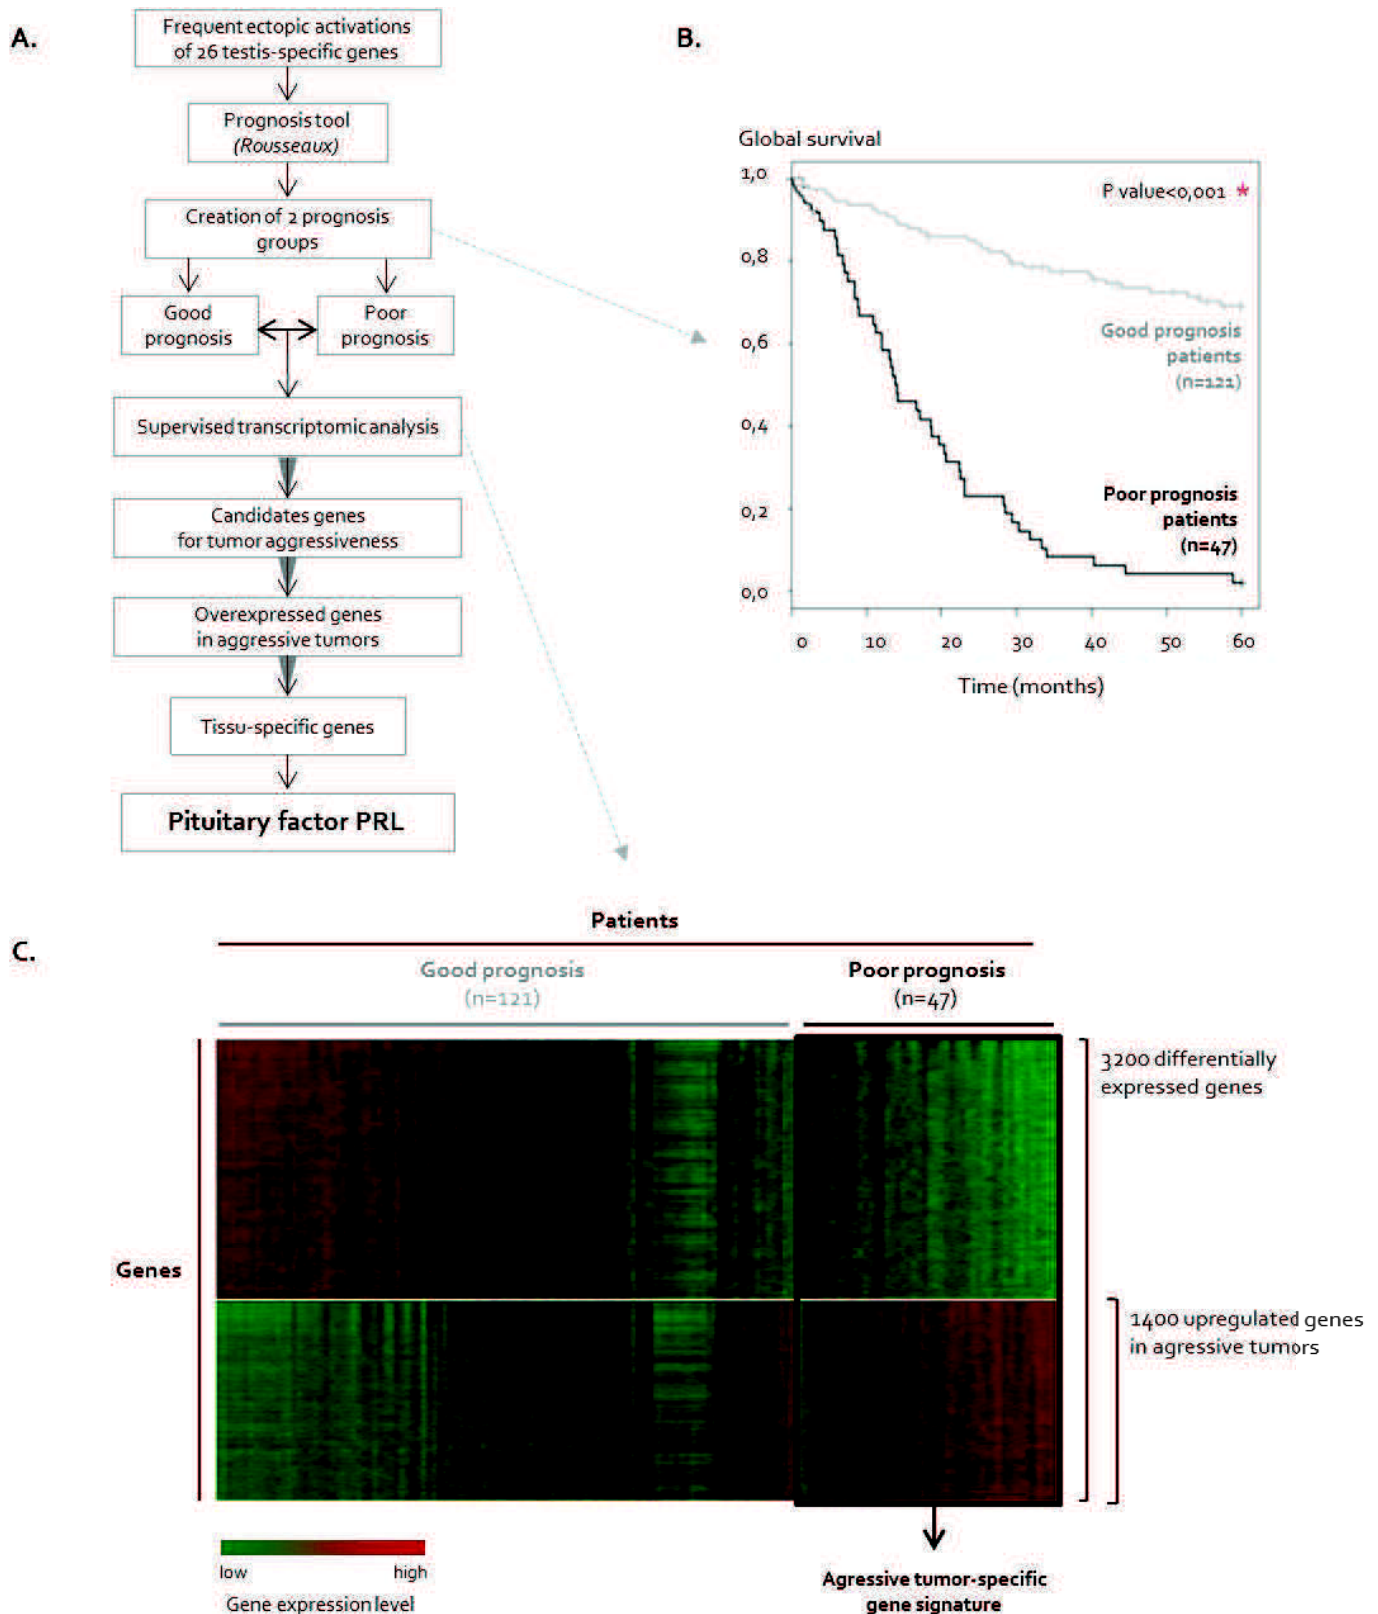 A.
Frequent ectopic activations
of 26 testis-specific genes
Prognosis tool
(Rousseaux)
Creation of 2 prognosis
groups
Good
prognosis
Poor
prognosis
Supervised transcriptomic analysis
Candidates genes
for tumor aggressiveness
Overexpressed genes
in aggressive tumors
Tissu-specific genes
Pituitary factor PRL
B.
Global survival
1,0
0,8
0,6
0,4
0,2
0,0
P value<0,001 *
Good prognosis
patients
(n=121)
Poor prognosis
patients
(n=47)
0 10 20 30 40 50 60
Time (months)
C.
Patients
Good prognosis
(n=121)
Poor prognosis
(n=47)
Genes
3200 differentially
expressed genes
1400 upregulated genes
in agressive tumors
low high
Gene expression level
Agressive tumor-specific
gene signature